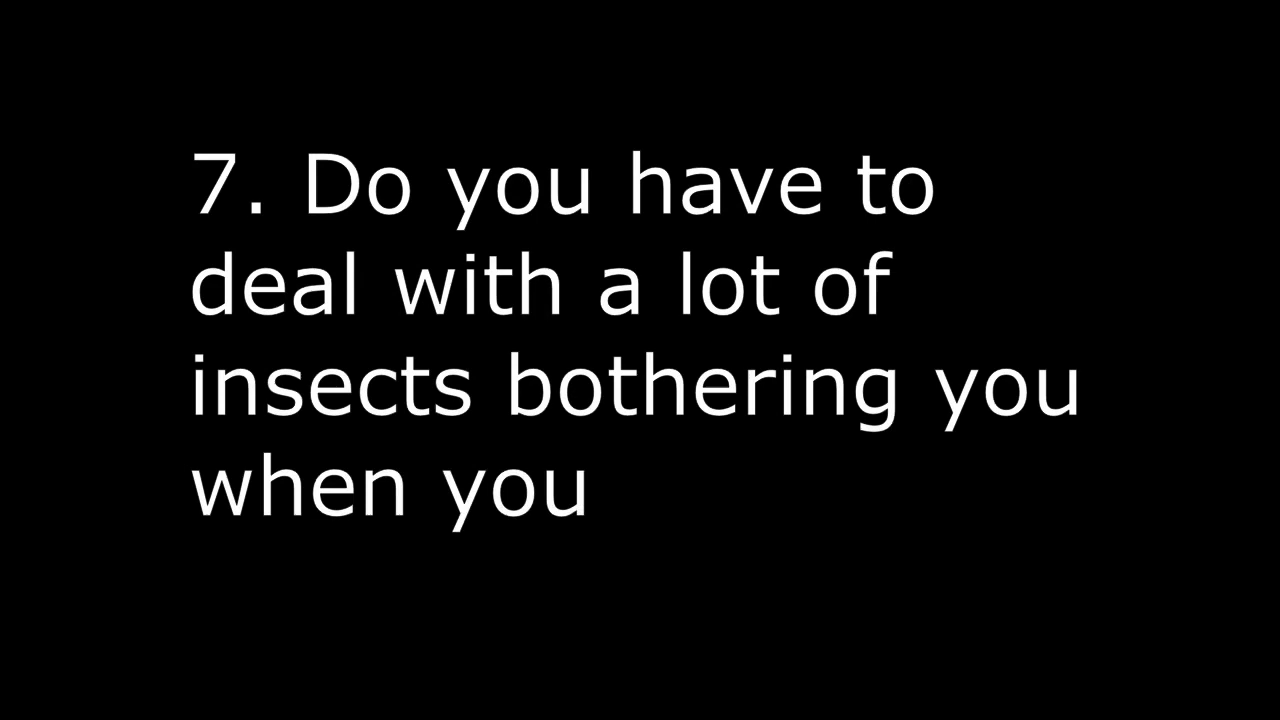 7. Do you have to
deal with a lot of
insects bothering you
when you